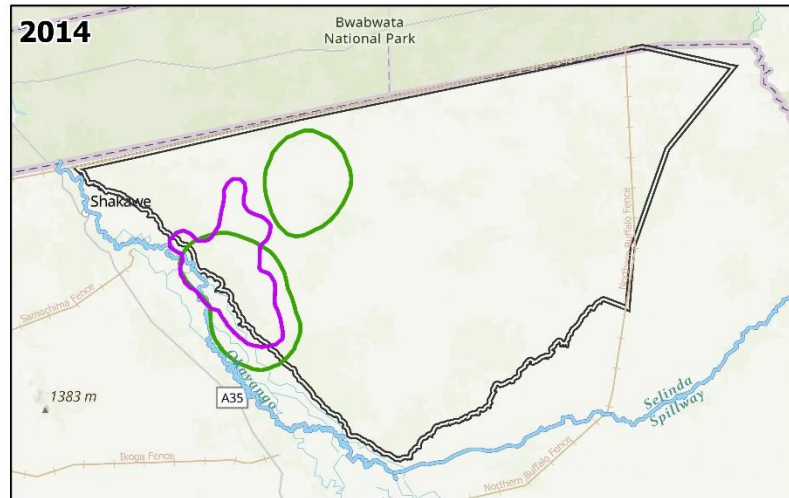 2014
Bwabwata
National Park
Shakawe
Northern Buffalo Fence
Samochima Fence
Okavango
1383 m
A35
Selinda
Spillway
Ikoga Fence
Northern Buffalo Fence